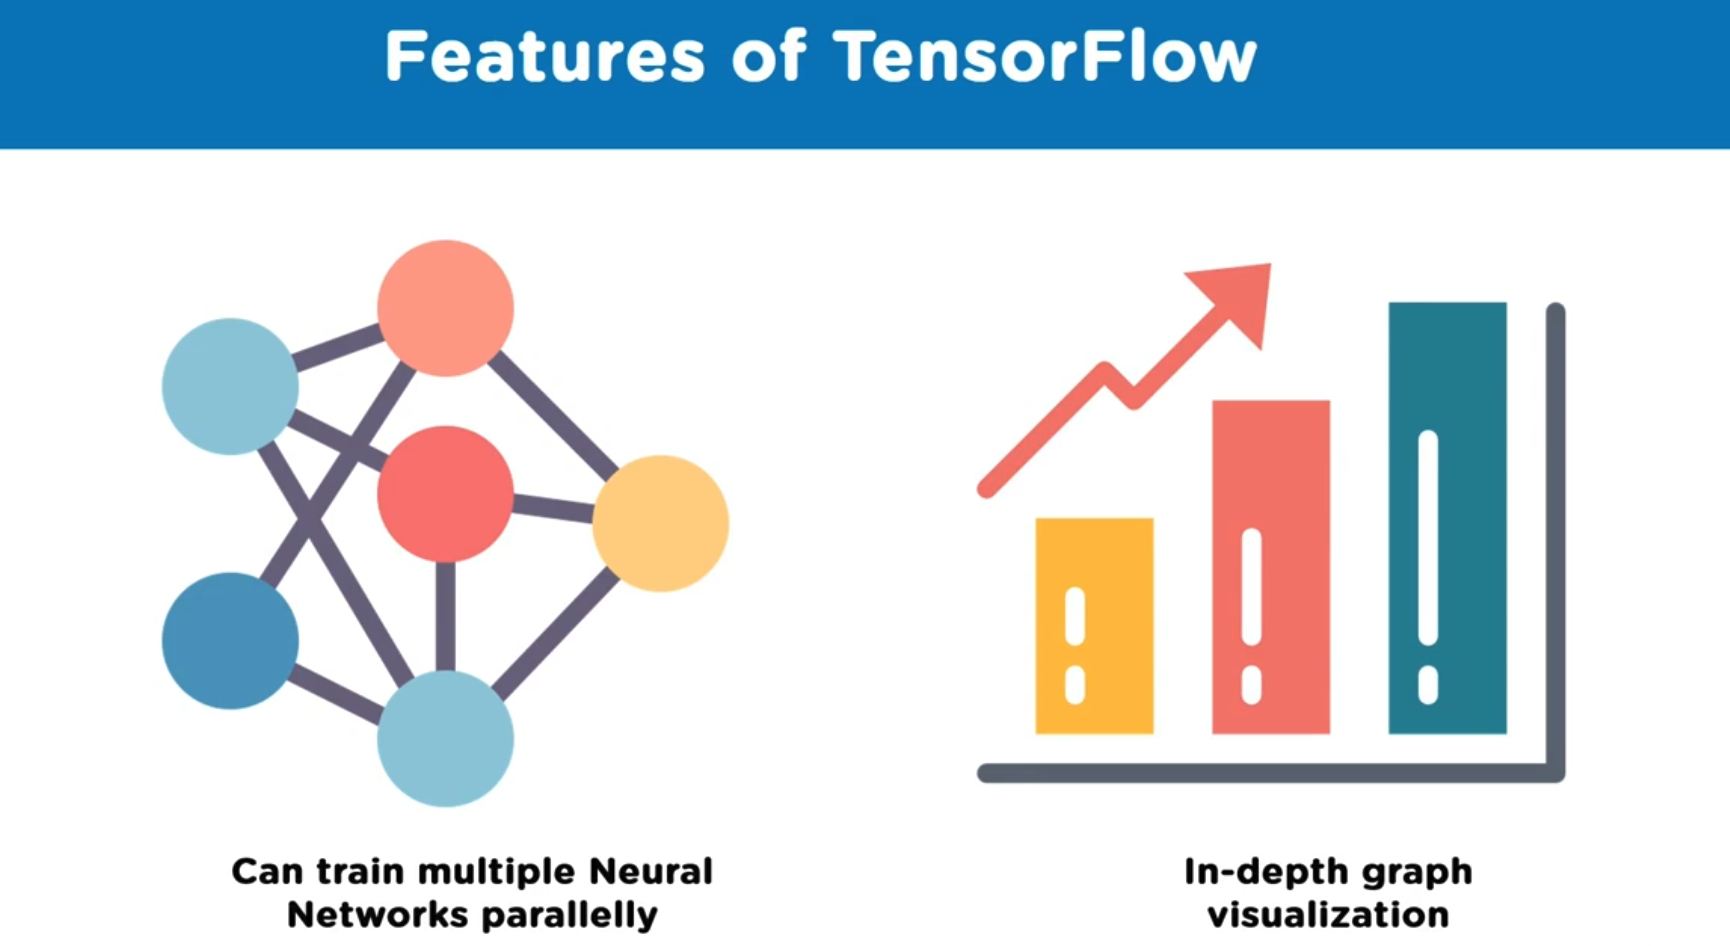 Features of TensorFlow
Can train multiple Neural
Networks parallelly
In-depth graph
visualization